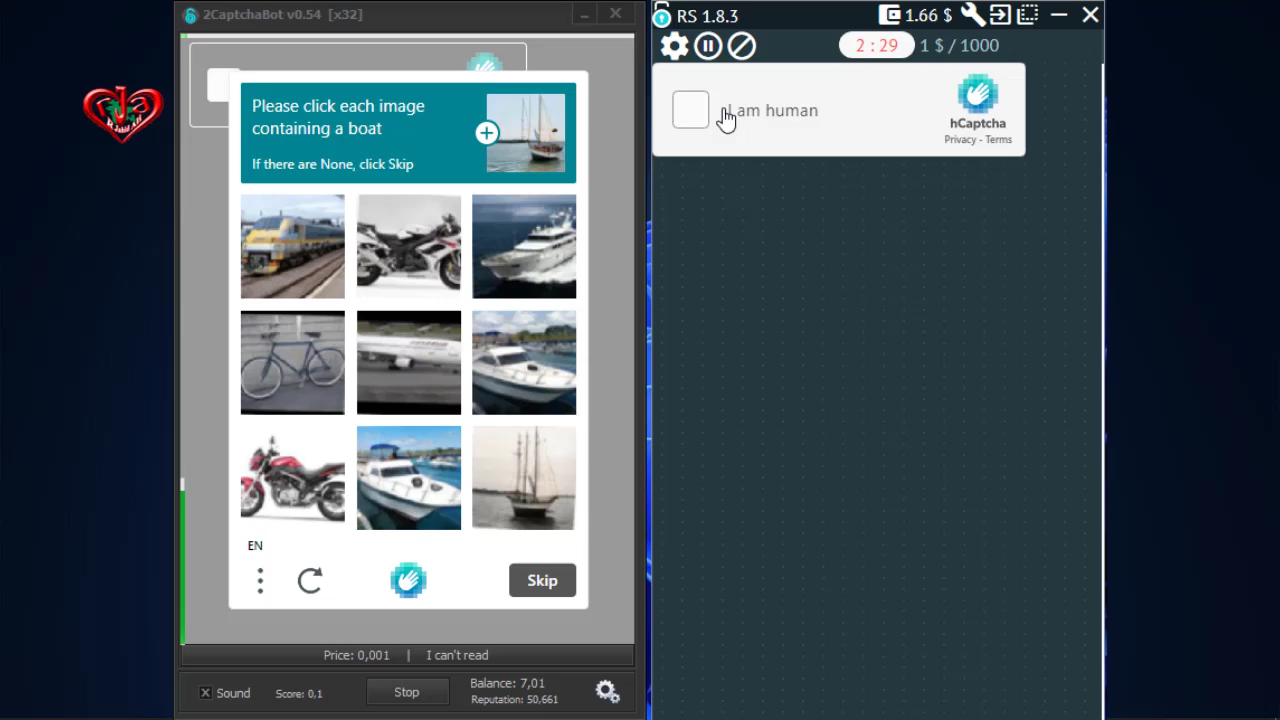 2CaptchaBot v0.54 [x32]
Please click each image
containing a boat
If there are None, click Skip
EN
Skip
Price: 0,001 | I can't read
Sound
Score: 0,1
Stop
Balance: 7,01
Reputation: 50,661
RS 1.8.3
1.66 $
2 : 29
1 $ / 1000
I am human
hCaptcha
Privacy - Terms